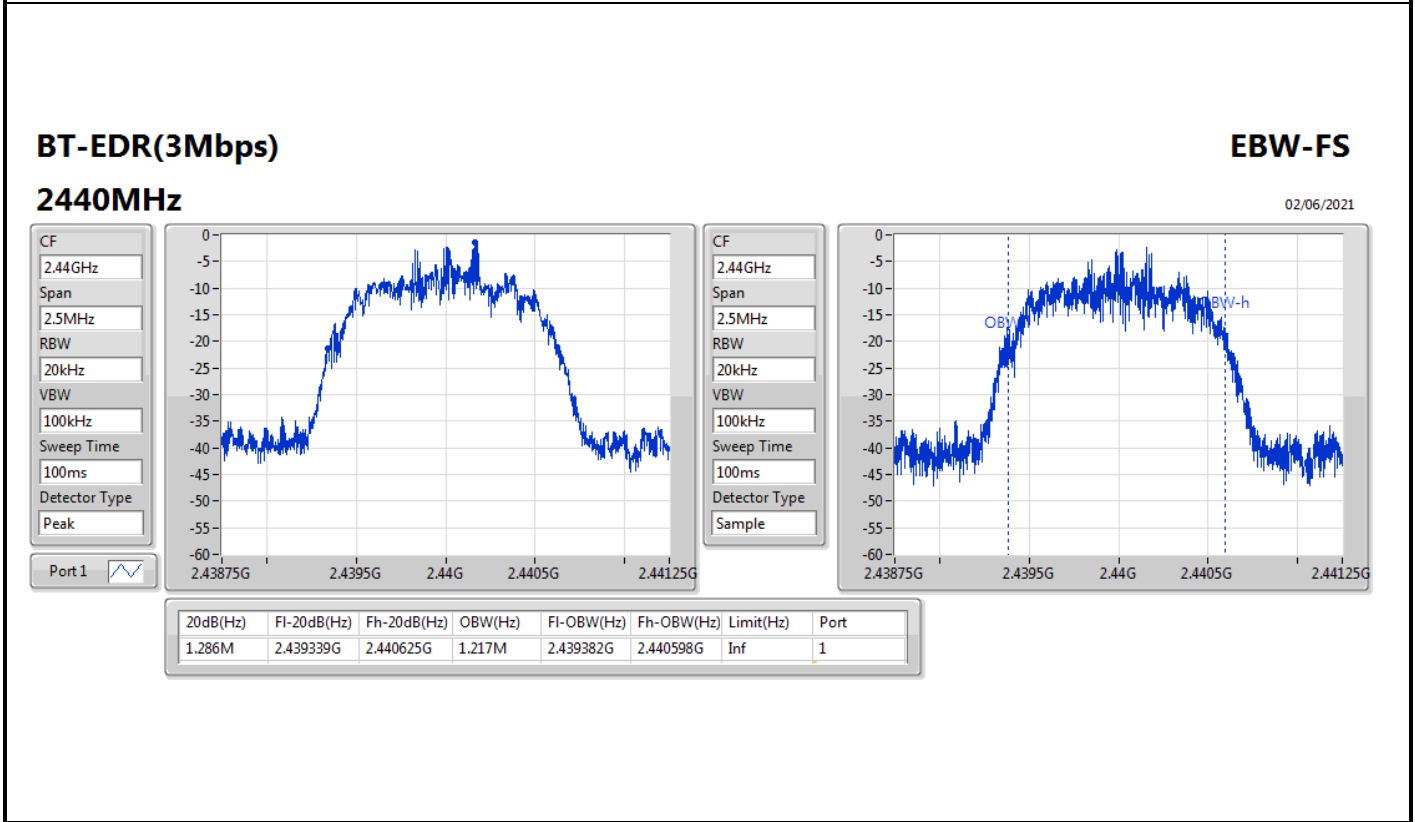 BT-EDR(3Mbps)
EBW-FS
2440MHz
02/06/2021
CF
2.44GHz
Span
2.5MHz
RBW
20kHz
VBW
100kHz
Sweep Time
100ms
Detector Type
Peak
Port 1
0
-5
-10
-15
-20
-25
-30
-35
-40
-45
-50
-55
-60
2.43875G 2.4395G 2.44G 2.4405G 2.44125G
CF
2.44GHz
Span
2.5MHz
RBW
20kHz
VBW
100kHz
Sweep Time
100ms
Detector Type
Sample
0
-5
-10
-15
-20
-25
-30
-35
-40
-45
-50
-55
-60
OBW-h
2.43875G 2.4395G 2.44G 2.4405G 2.44125G
20dB(Hz) Fl-20dB(Hz) Fh-20dB(Hz) OBW(Hz) Fl-OBW(Hz) Fh-OBW(Hz) Limit(Hz) Port
1.286M 2.439339G 2.440625G 1.217M 2.439382G 2.440598G Inf 1